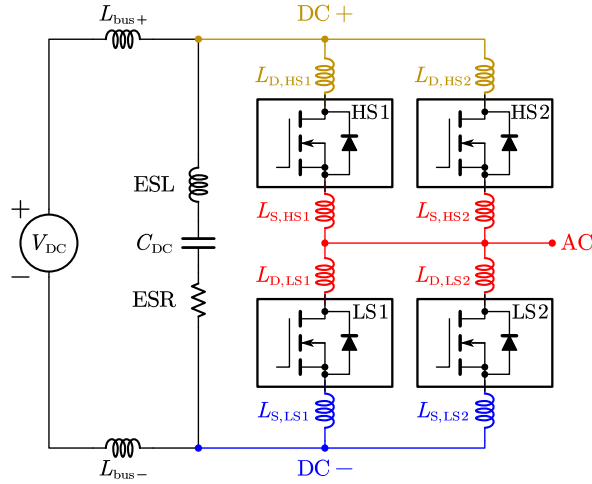 L_bus+
DC +
L_D,HS1
L_D,HS2
HS1
HS2
ESL
L_S,HS1
L_S,HS2
+
V_DC
−
C_DC
AC
L_D,LS1
L_D,LS2
ESR
LS1
LS2
L_S,LS1
L_S,LS2
L_bus−
DC −